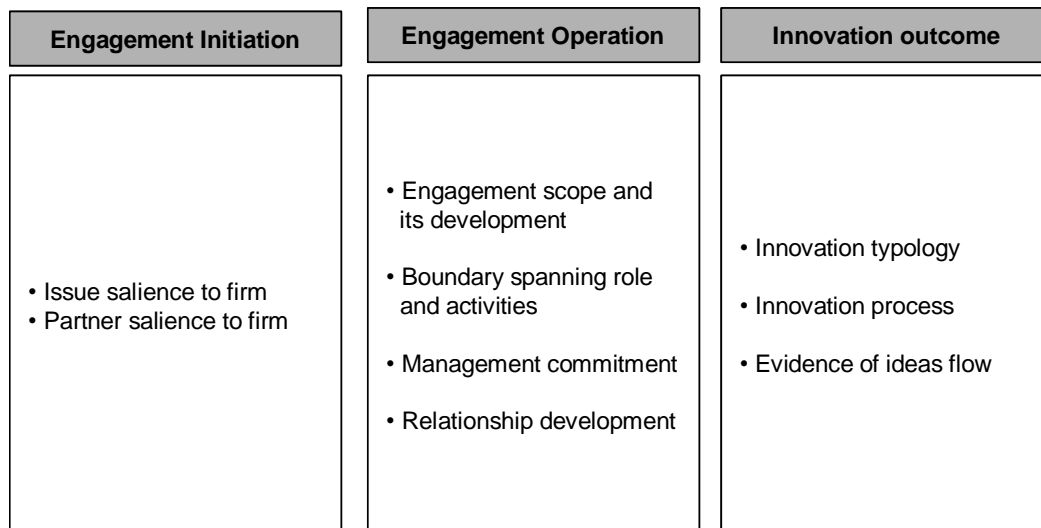 Engagement Initiation
• Issue salience to firm
• Partner salience to firm
Engagement Operation
• Engagement scope and
its development
• Boundary spanning role
and activities
• Management commitment
• Relationship development
Innovation outcome
• Innovation typology
• Innovation process
• Evidence of ideas flow